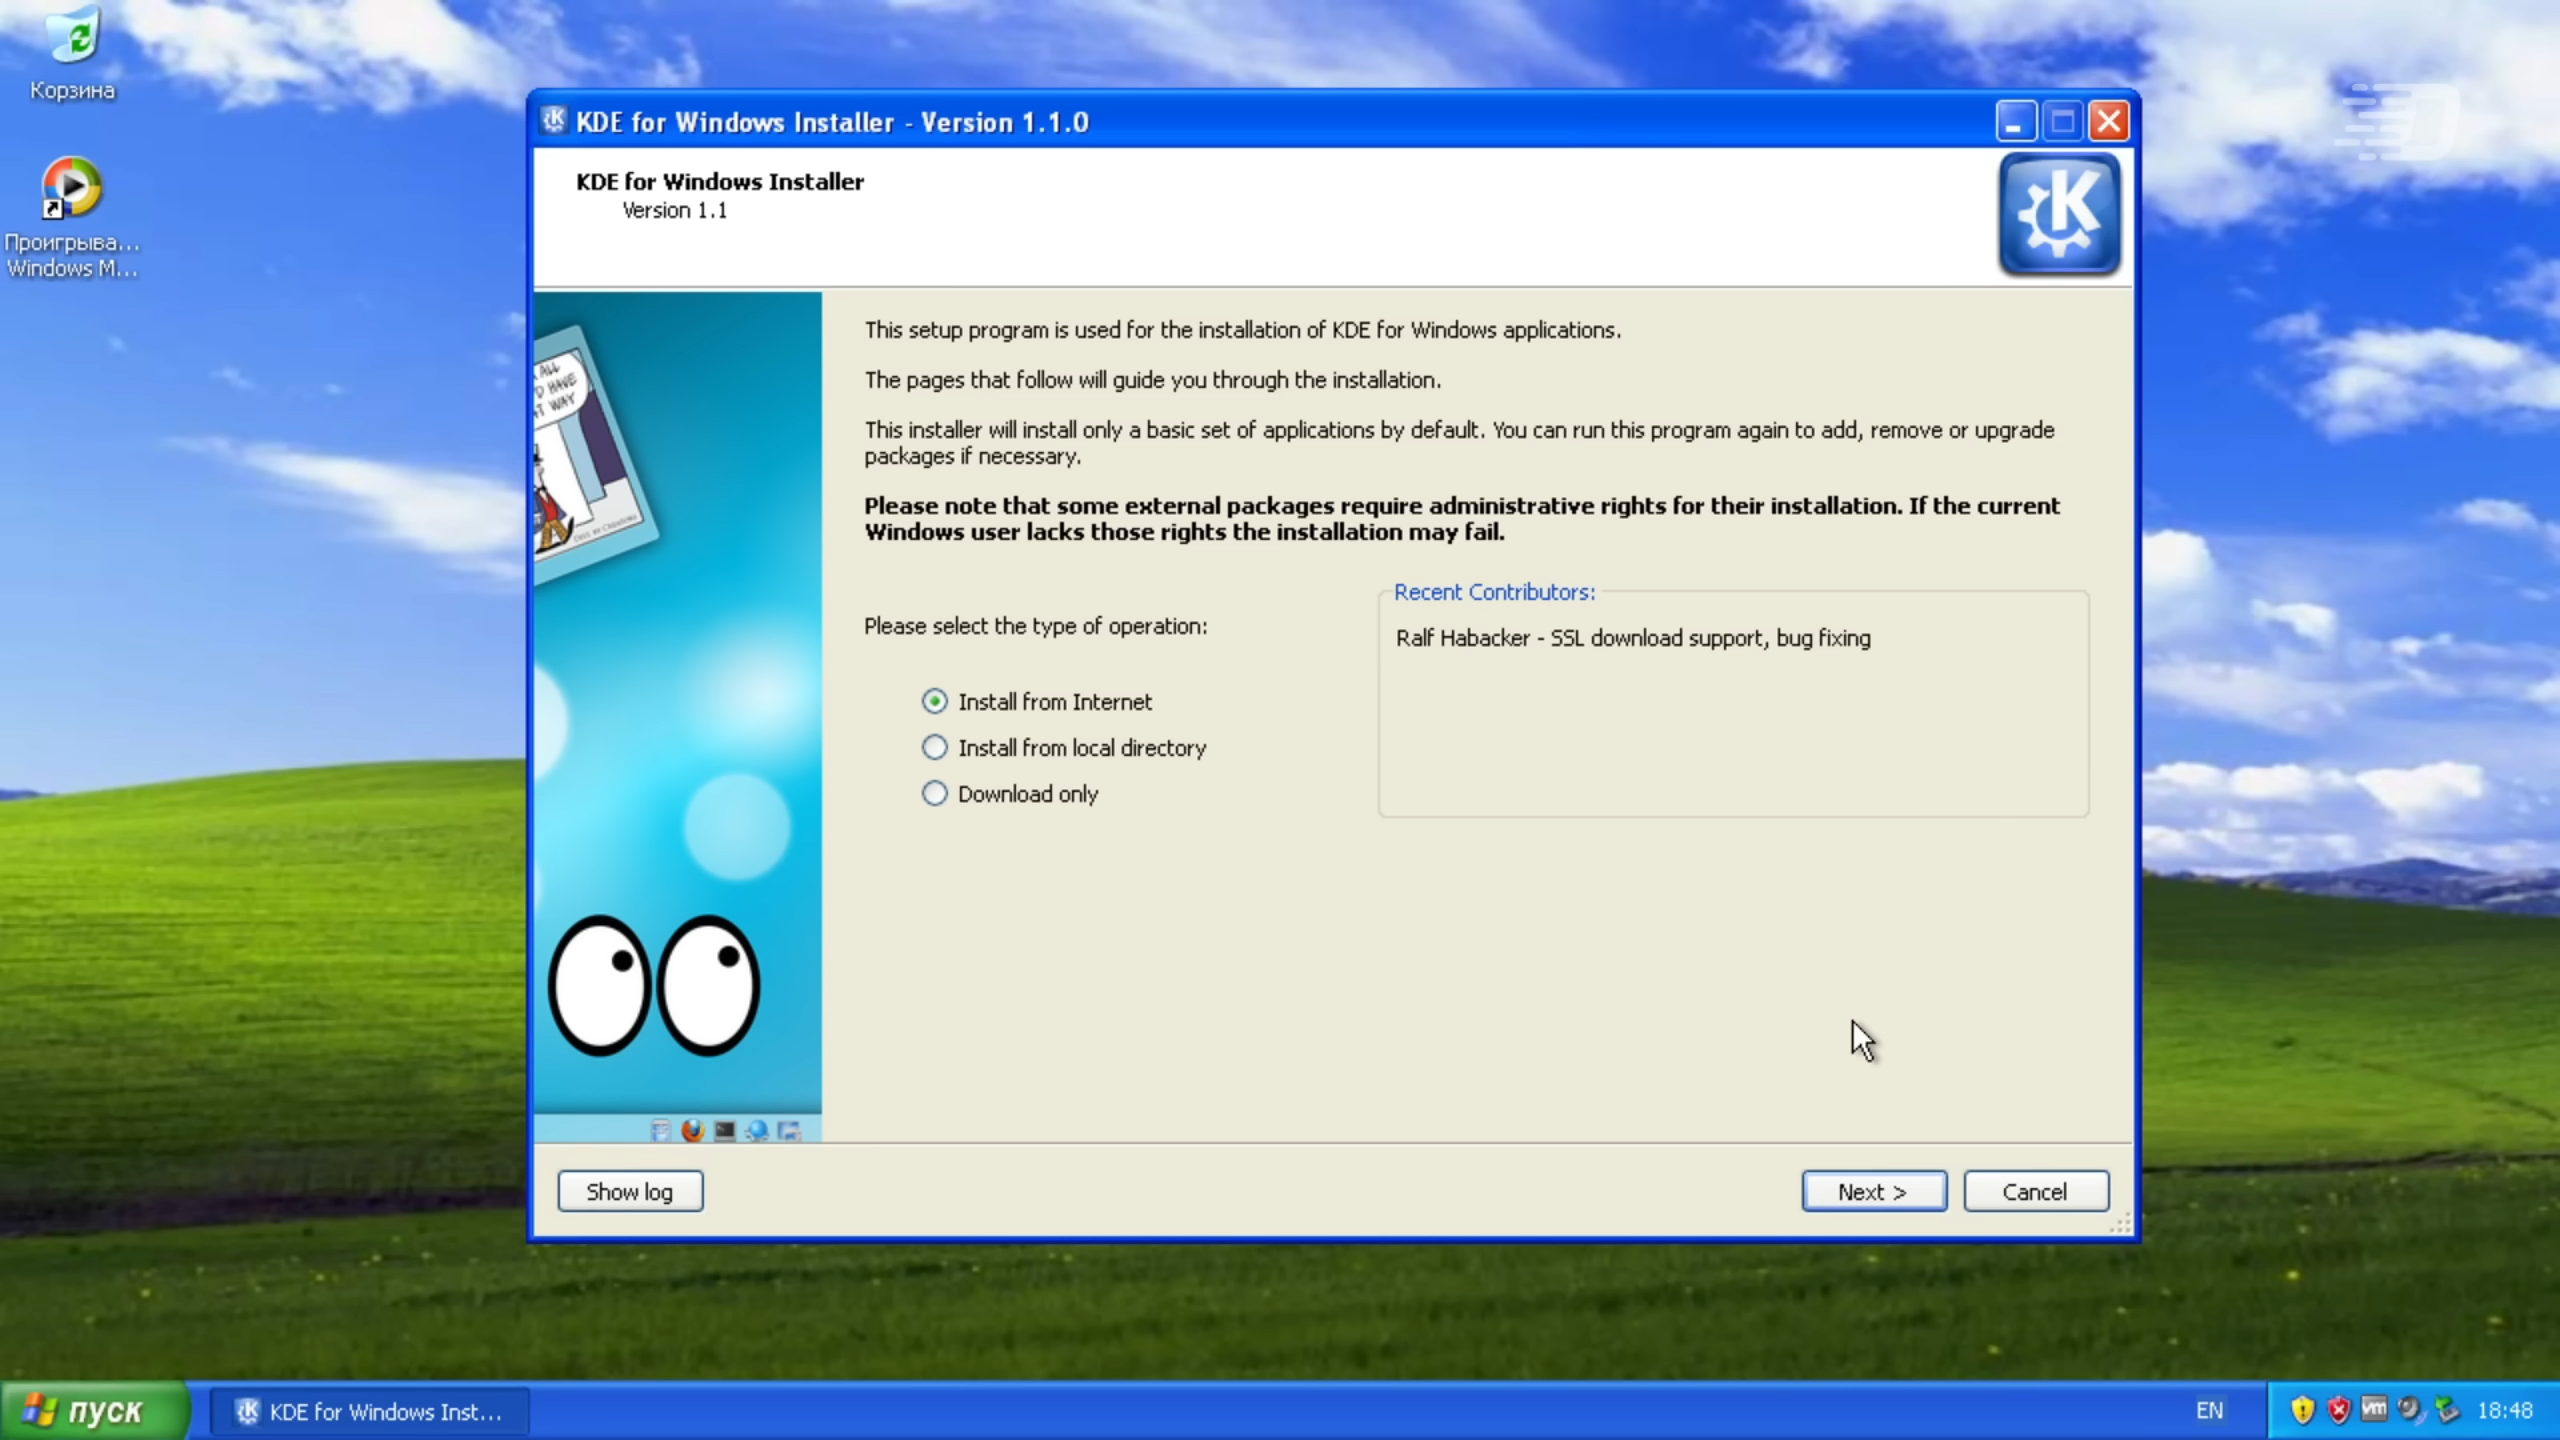 Корзина
Проигрыва...
Windows M...
KDE for Windows Installer - Version 1.1.0
KDE for Windows Installer
Version 1.1
ALL
D HAVE
AT WAY
This setup program is used for the installation of KDE for Windows applications.
The pages that follow will guide you through the installation.
This installer will install only a basic set of applications by default. You can run this program again to add, remove or upgrade
packages if necessary.
Please note that some external packages require administrative rights for their installation. If the current
Windows user lacks those rights the installation may fail.
Please select the type of operation:
Install from Internet
Install from local directory
Download only
Recent Contributors:
Ralf Habacker - SSL download support, bug fixing
Show log
Next >
Cancel
пуск
KDE for Windows Inst...
EN
vm
18:48